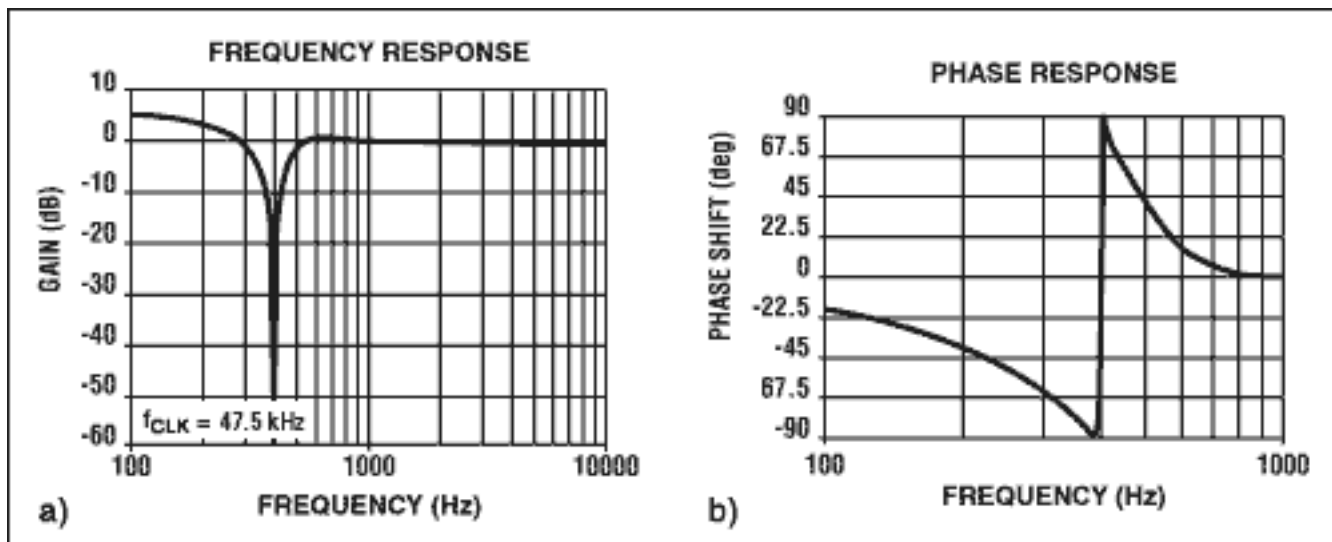 FREQUENCY RESPONSE
10
0
-10
-20
-30
-40
-50
-60
GAIN (dB)
fCLK = 47.5 kHz
100 1000 10000
FREQUENCY (Hz)
a)
PHASE RESPONSE
90
67.5
45
22.5
0
-22.5
-45
67.5
-90
PHASE SHIFT (deg)
100 1000
FREQUENCY (Hz)
b)